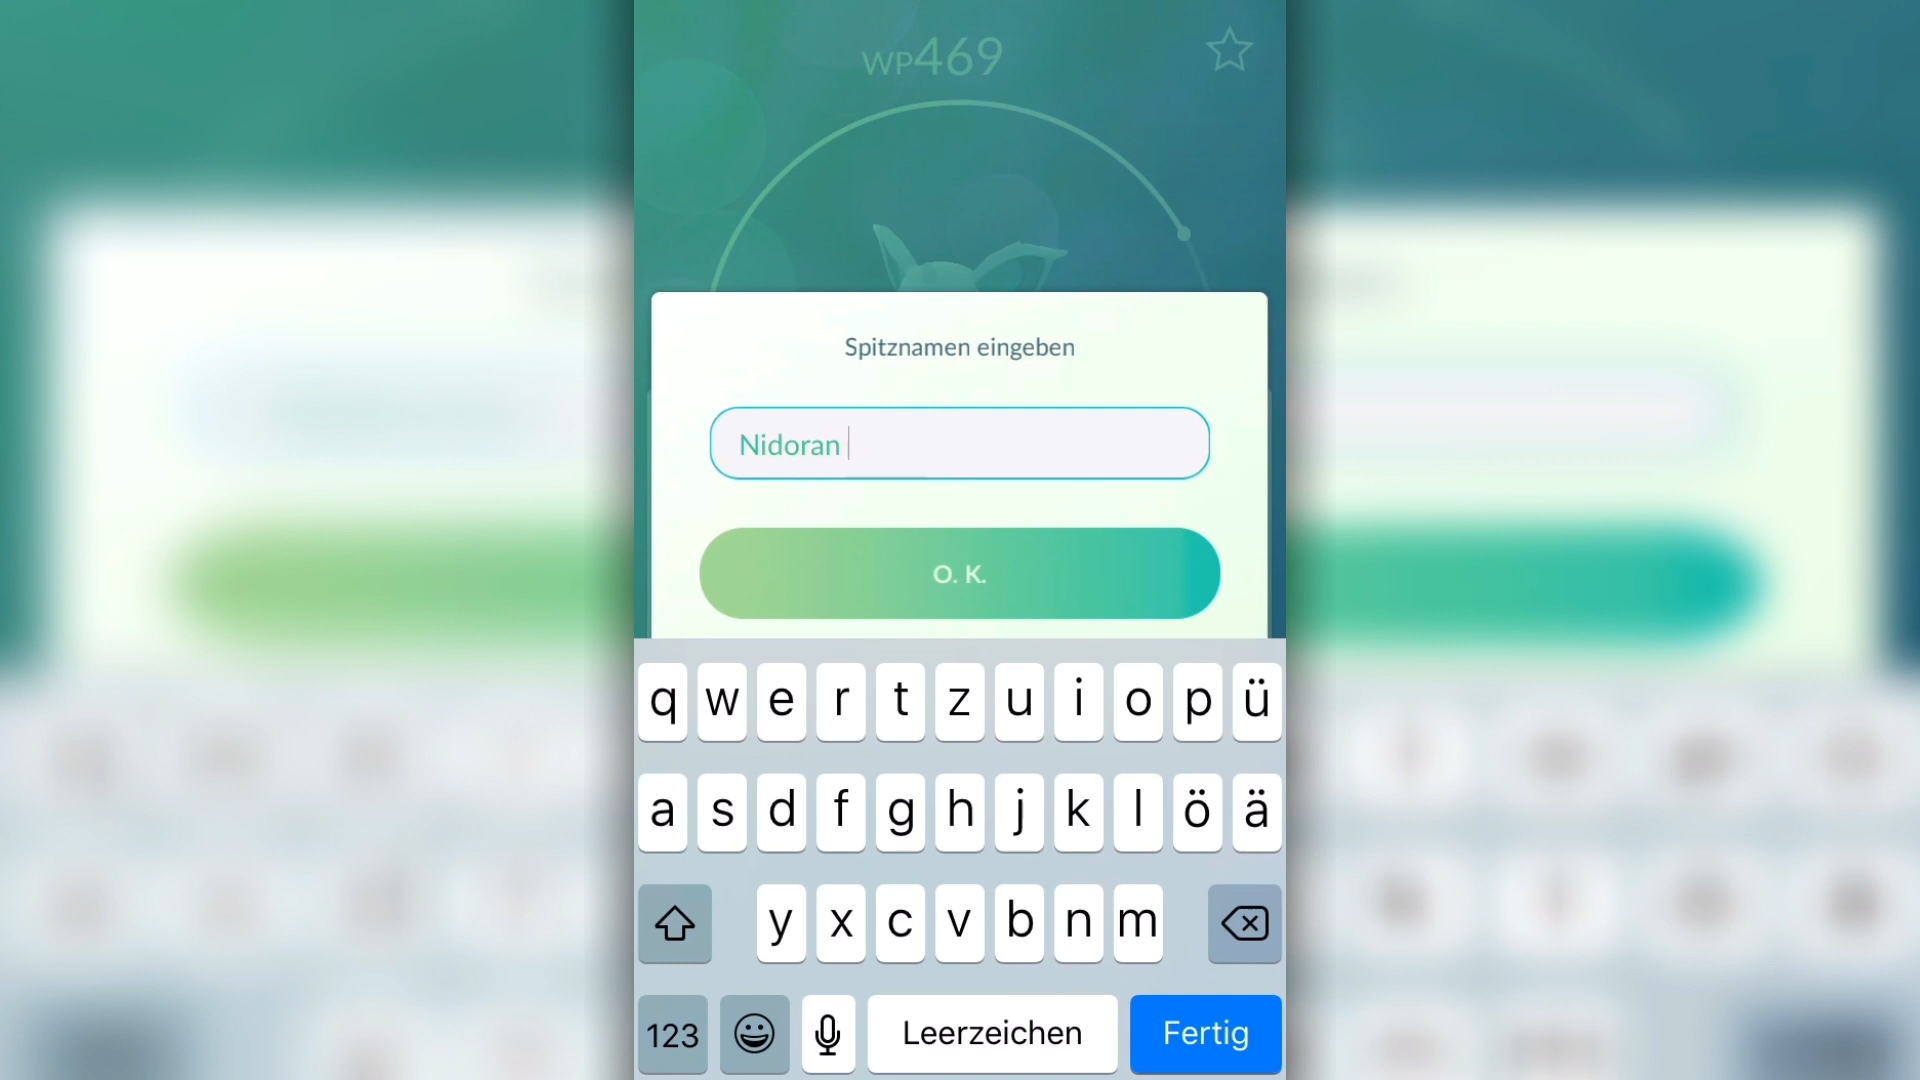 WP469
Spitznamen eingeben
Nidoran
O. K.
q w e r t z u i o p ü
a s d f g h j k l ö ä
y x c v b n m
123 Leerzeichen Fertig